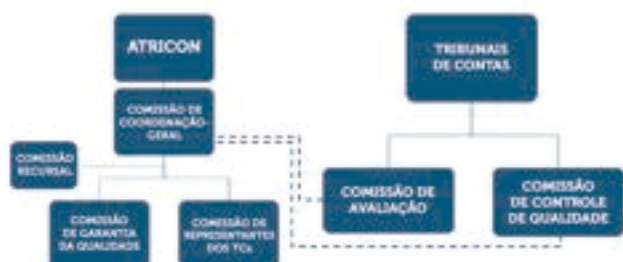 ATRICON
COMISSÃO DE
COORDENAÇÃO-
GERAL
COMISSÃO
RECURSAL
COMISSÃO
DE GARANTIA
DA QUALIDADE
COMISSÃO DE
REPRESENTANTES
DOS TCs
TRIBUNAIS
DE CONTAS
COMISSÃO DE
AVALIAÇÃO
COMISSÃO
DE CONTROLE
DE QUALIDADE